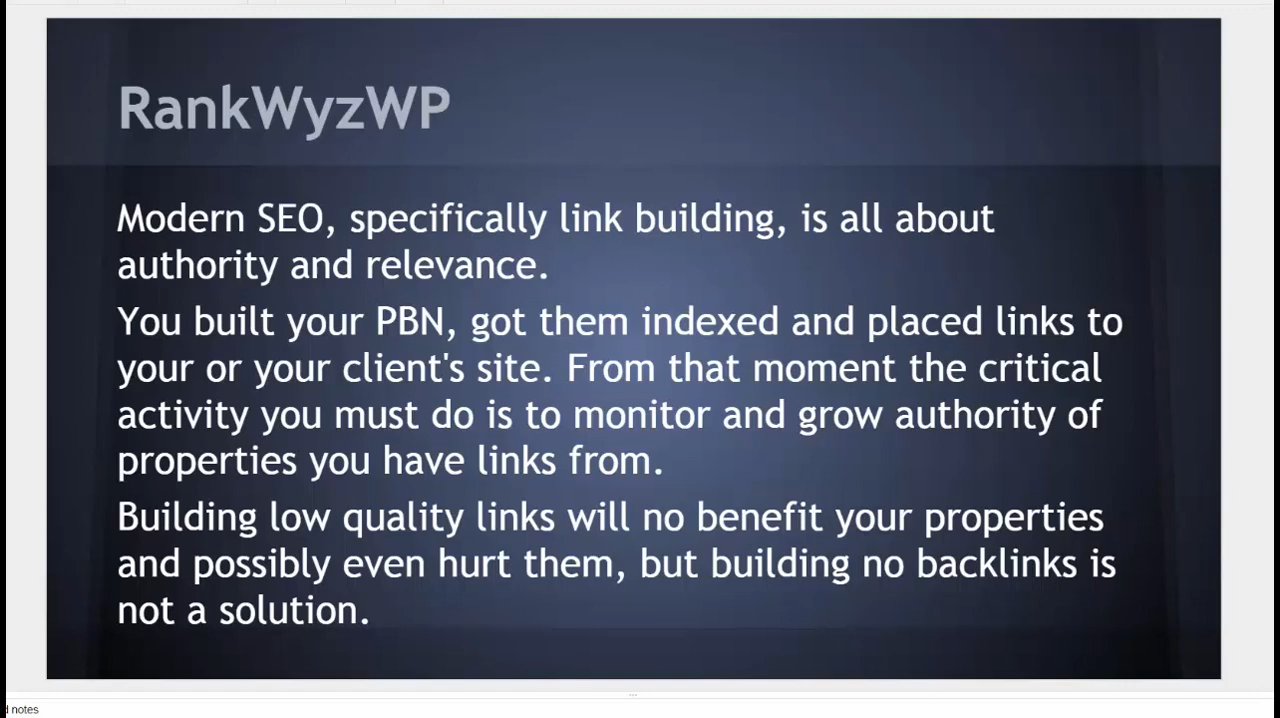 RankWyzWP
Modern SEO, specifically link building, is all about
authority and relevance.
You built your PBN, got them indexed and placed links to
your or your client's site. From that moment the critical
activity you must do is to monitor and grow authority of
properties you have links from.
Building low quality links will no benefit your properties
and possibly even hurt them, but building no backlinks is
not a solution.
notes